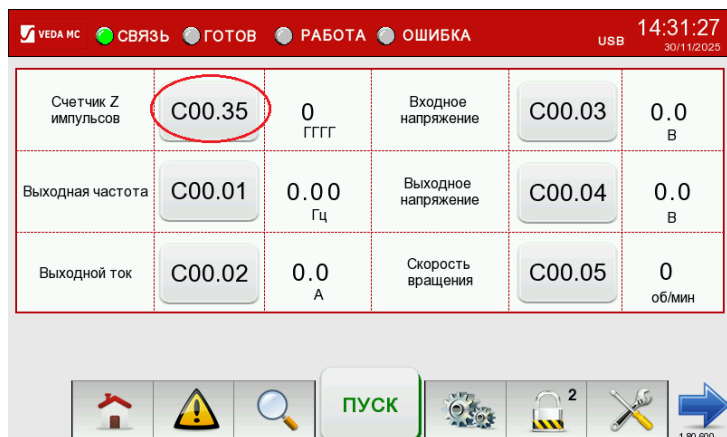 VEDA MC СВЯЗЬ ГОТОВ РАБОТА ОШИБКА USB 14:31:27
30/11/2025
Счетчик Z импульсов C00.35 0 ГГГГ Входное напряжение C00.03 0.0 В
Выходная частота C00.01 0.00 Гц Выходное напряжение C00.04 0.0 В
Выходной ток C00.02 0.0 А Скорость вращения C00.05 0 об/мин
ПУСК 2